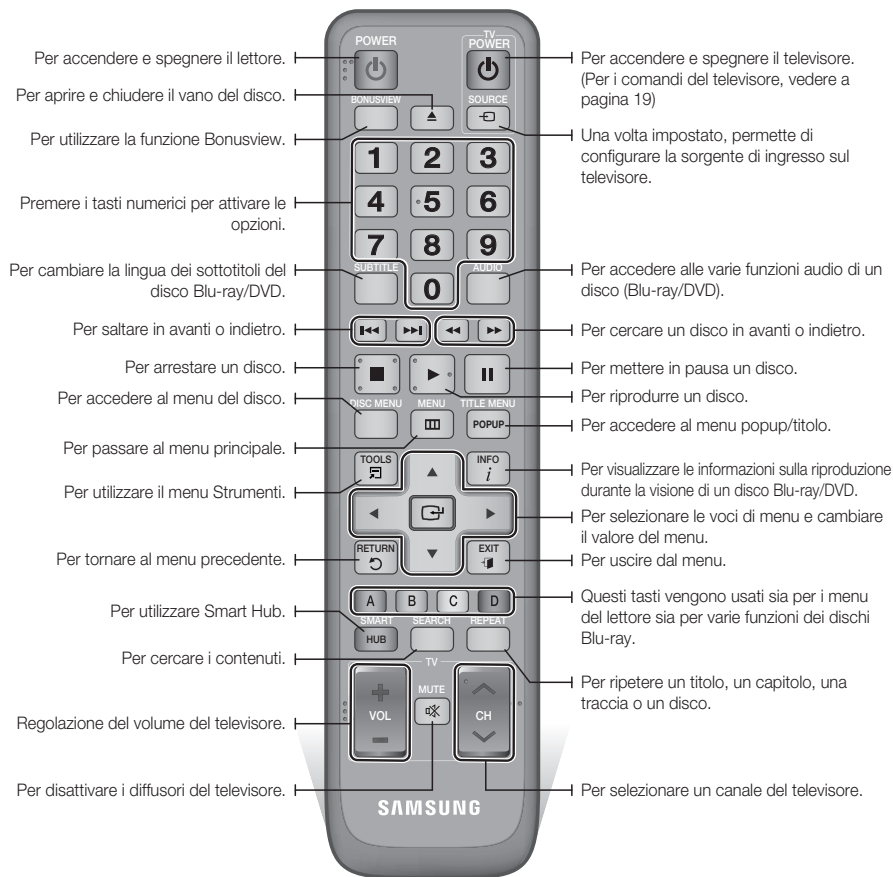 Per accendere e spegnere il lettore.
Per aprire e chiudere il vano del disco.
Per utilizzare la funzione Bonusview.
Premere i tasti numerici per attivare le
opzioni.
Per cambiare la lingua dei sottotitoli del
disco Blu-ray/DVD.
Per saltare in avanti o indietro.
Per arrestare un disco.
Per accedere al menu del disco.
Per passare al menu principale.
Per utilizzare il menu Strumenti.
Per tornare al menu precedente.
Per utilizzare Smart Hub.
Per cercare i contenuti.
Regolazione del volume del televisore.
Per disattivare i diffusori del televisore.
POWER
TV
POWER
BONUSVIEW
SOURCE
1 2 3
4 5 6
7 8 9
SUBTITLE
0
AUDIO
DISC MENU
MENU
TITLE MENU
POPUP
TOOLS
INFO
i
RETURN
EXIT
A B C D
SMART
HUB
SEARCH
REPEAT
TV
VOL
MUTE
CH
SAMSUNG
Per accendere e spegnere il televisore.
(Per i comandi del televisore, vedere a
pagina 19)
Una volta impostato, permette di
configurare la sorgente di ingresso sul
televisore.
Per accedere alle varie funzioni audio di un
disco (Blu-ray/DVD).
Per cercare un disco in avanti o indietro.
Per mettere in pausa un disco.
Per riprodurre un disco.
Per accedere al menu popup/titolo.
Per visualizzare le informazioni sulla riproduzione
durante la visione di un disco Blu-ray/DVD.
Per selezionare le voci di menu e cambiare
il valore del menu.
Per uscire dal menu.
Questi tasti vengono usati sia per i menu
del lettore sia per varie funzioni dei dischi
Blu-ray.
Per ripetere un titolo, un capitolo, una
traccia o un disco.
Per selezionare un canale del televisore.